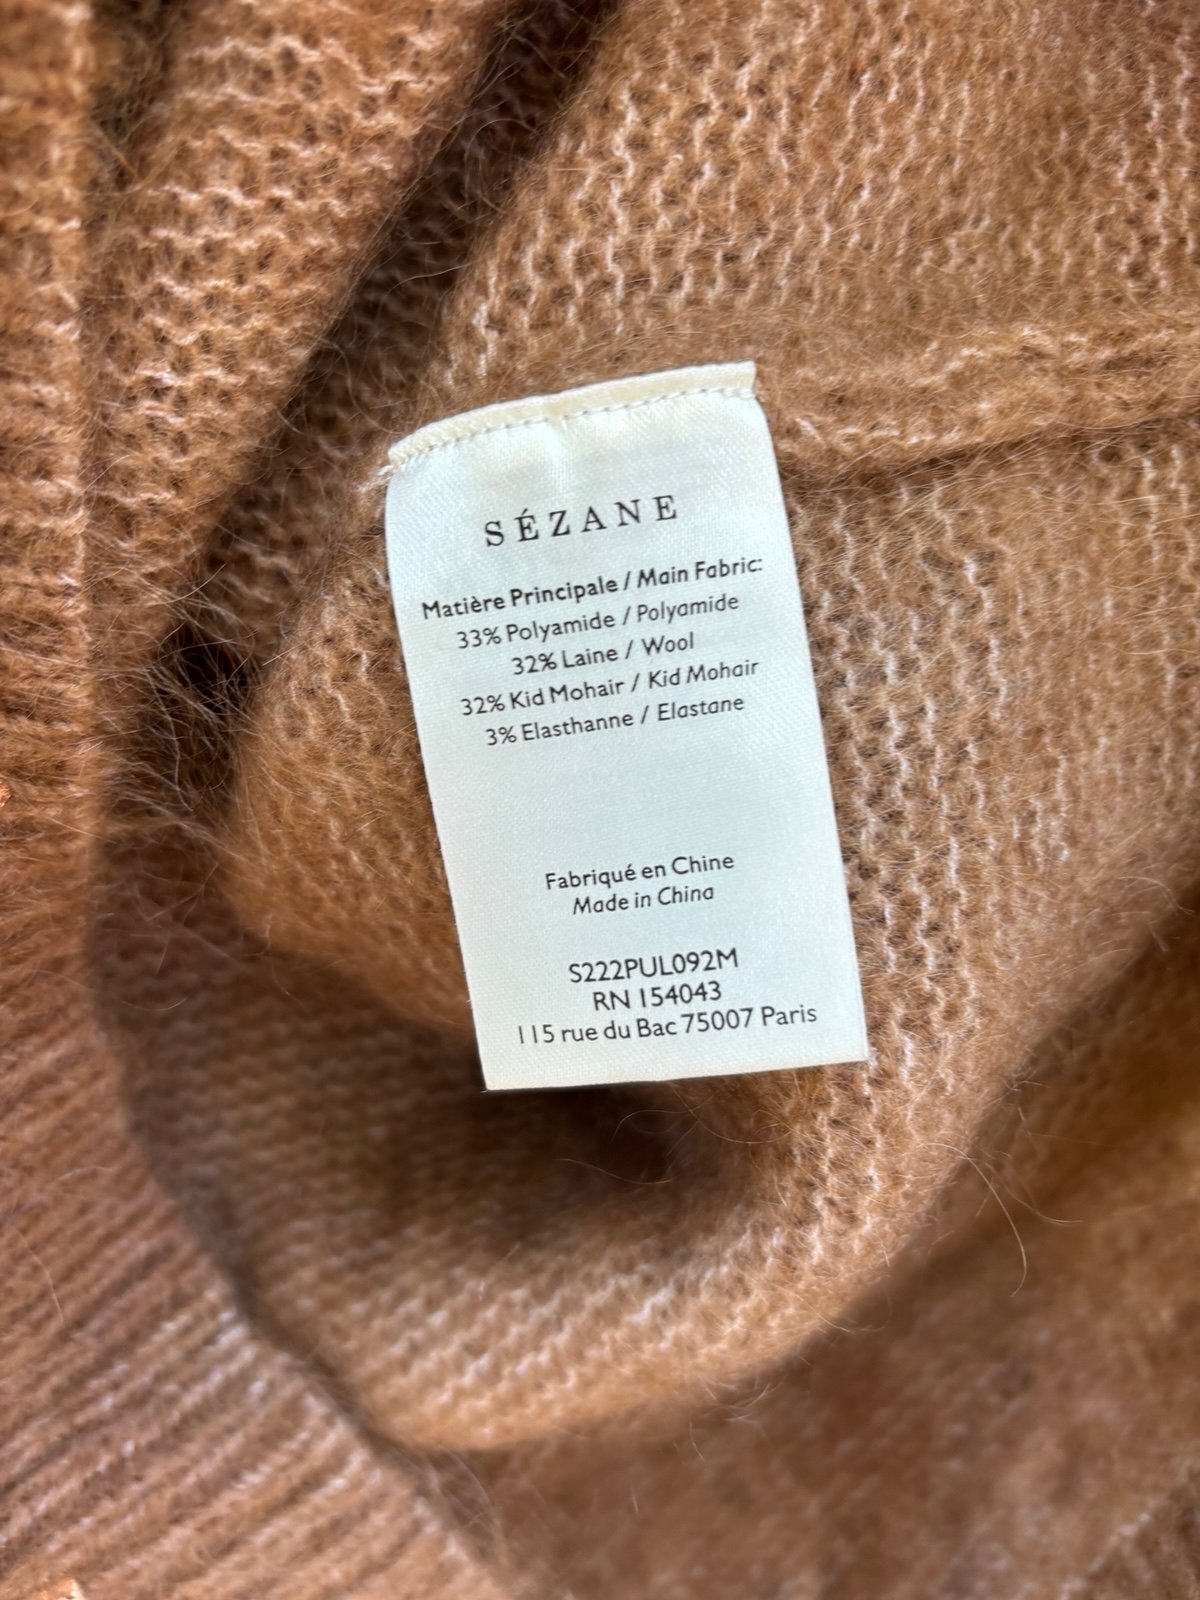 SÉZANE
Matière Principale / Main Fabric:
33% Polyamide / Polyamide
32% Laine / Wool
32% Kid Mohair / Kid Mohair
3% Elasthanne / Elastane
Fabriqué en Chine
Made in China
S222PUL092M
RN 154043
115 rue du Bac 75007 Paris